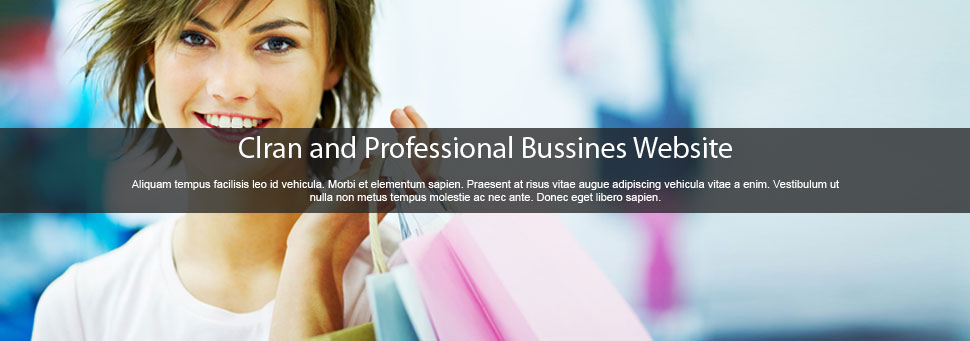 Clran and Professional Bussines Website
Aliquam tempus facilisis leo id vehicula. Morbi et elementum sapien. Praesent at risus vitae augue adipiscing vehicula vitae a enim. Vestibulum ut
nulla non metus tempus molestie ac nec ante. Donec eget libero sapien.